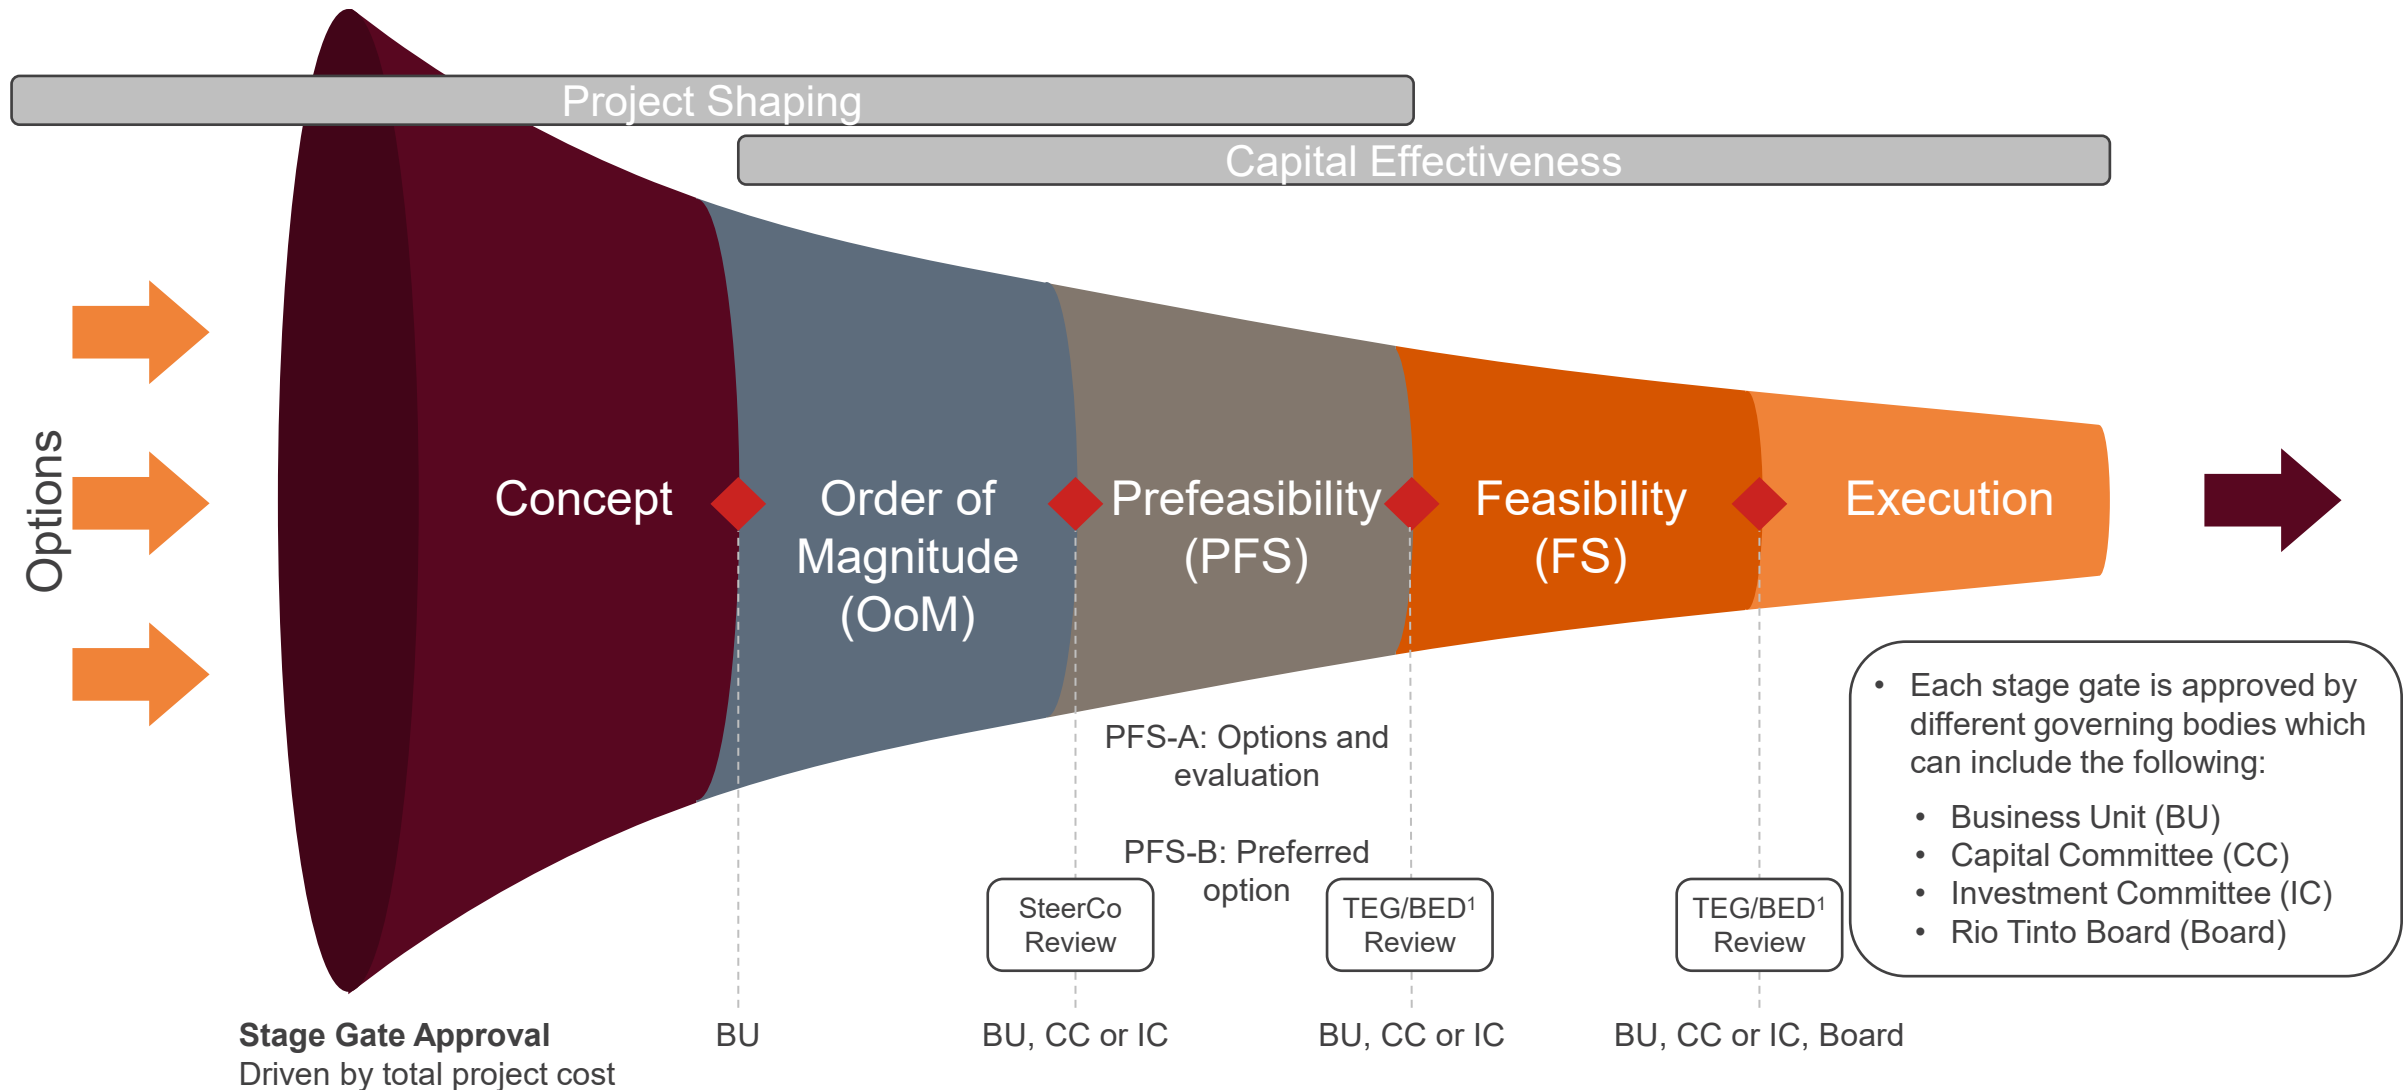 Project Shaping
Capital Effectiveness
Options
Concept
Order of
Magnitude
(OoM)
Prefeasibility
(PFS)
Feasibility
(FS)
Execution
PFS-A: Options and
evaluation
PFS-B: Preferred
option
SteerCo
Review
TEG/BED¹
Review
TEG/BED¹
Review
• Each stage gate is approved by
different governing bodies which
can include the following:
• Business Unit (BU)
• Capital Committee (CC)
• Investment Committee (IC)
• Rio Tinto Board (Board)
Stage Gate Approval
Driven by total project cost
BU
BU, CC or IC
BU, CC or IC
BU, CC or IC, Board